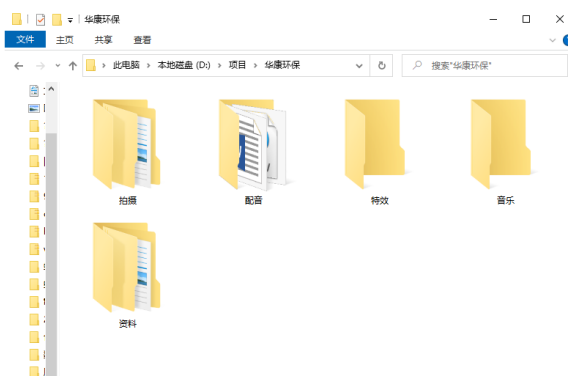 华康环保
文件 主页 共享 查看
此电脑 › 本地磁盘 (D:) › 项目 › 华康环保
搜索"华康环保"
拍摄 配音 特效 音乐
资料